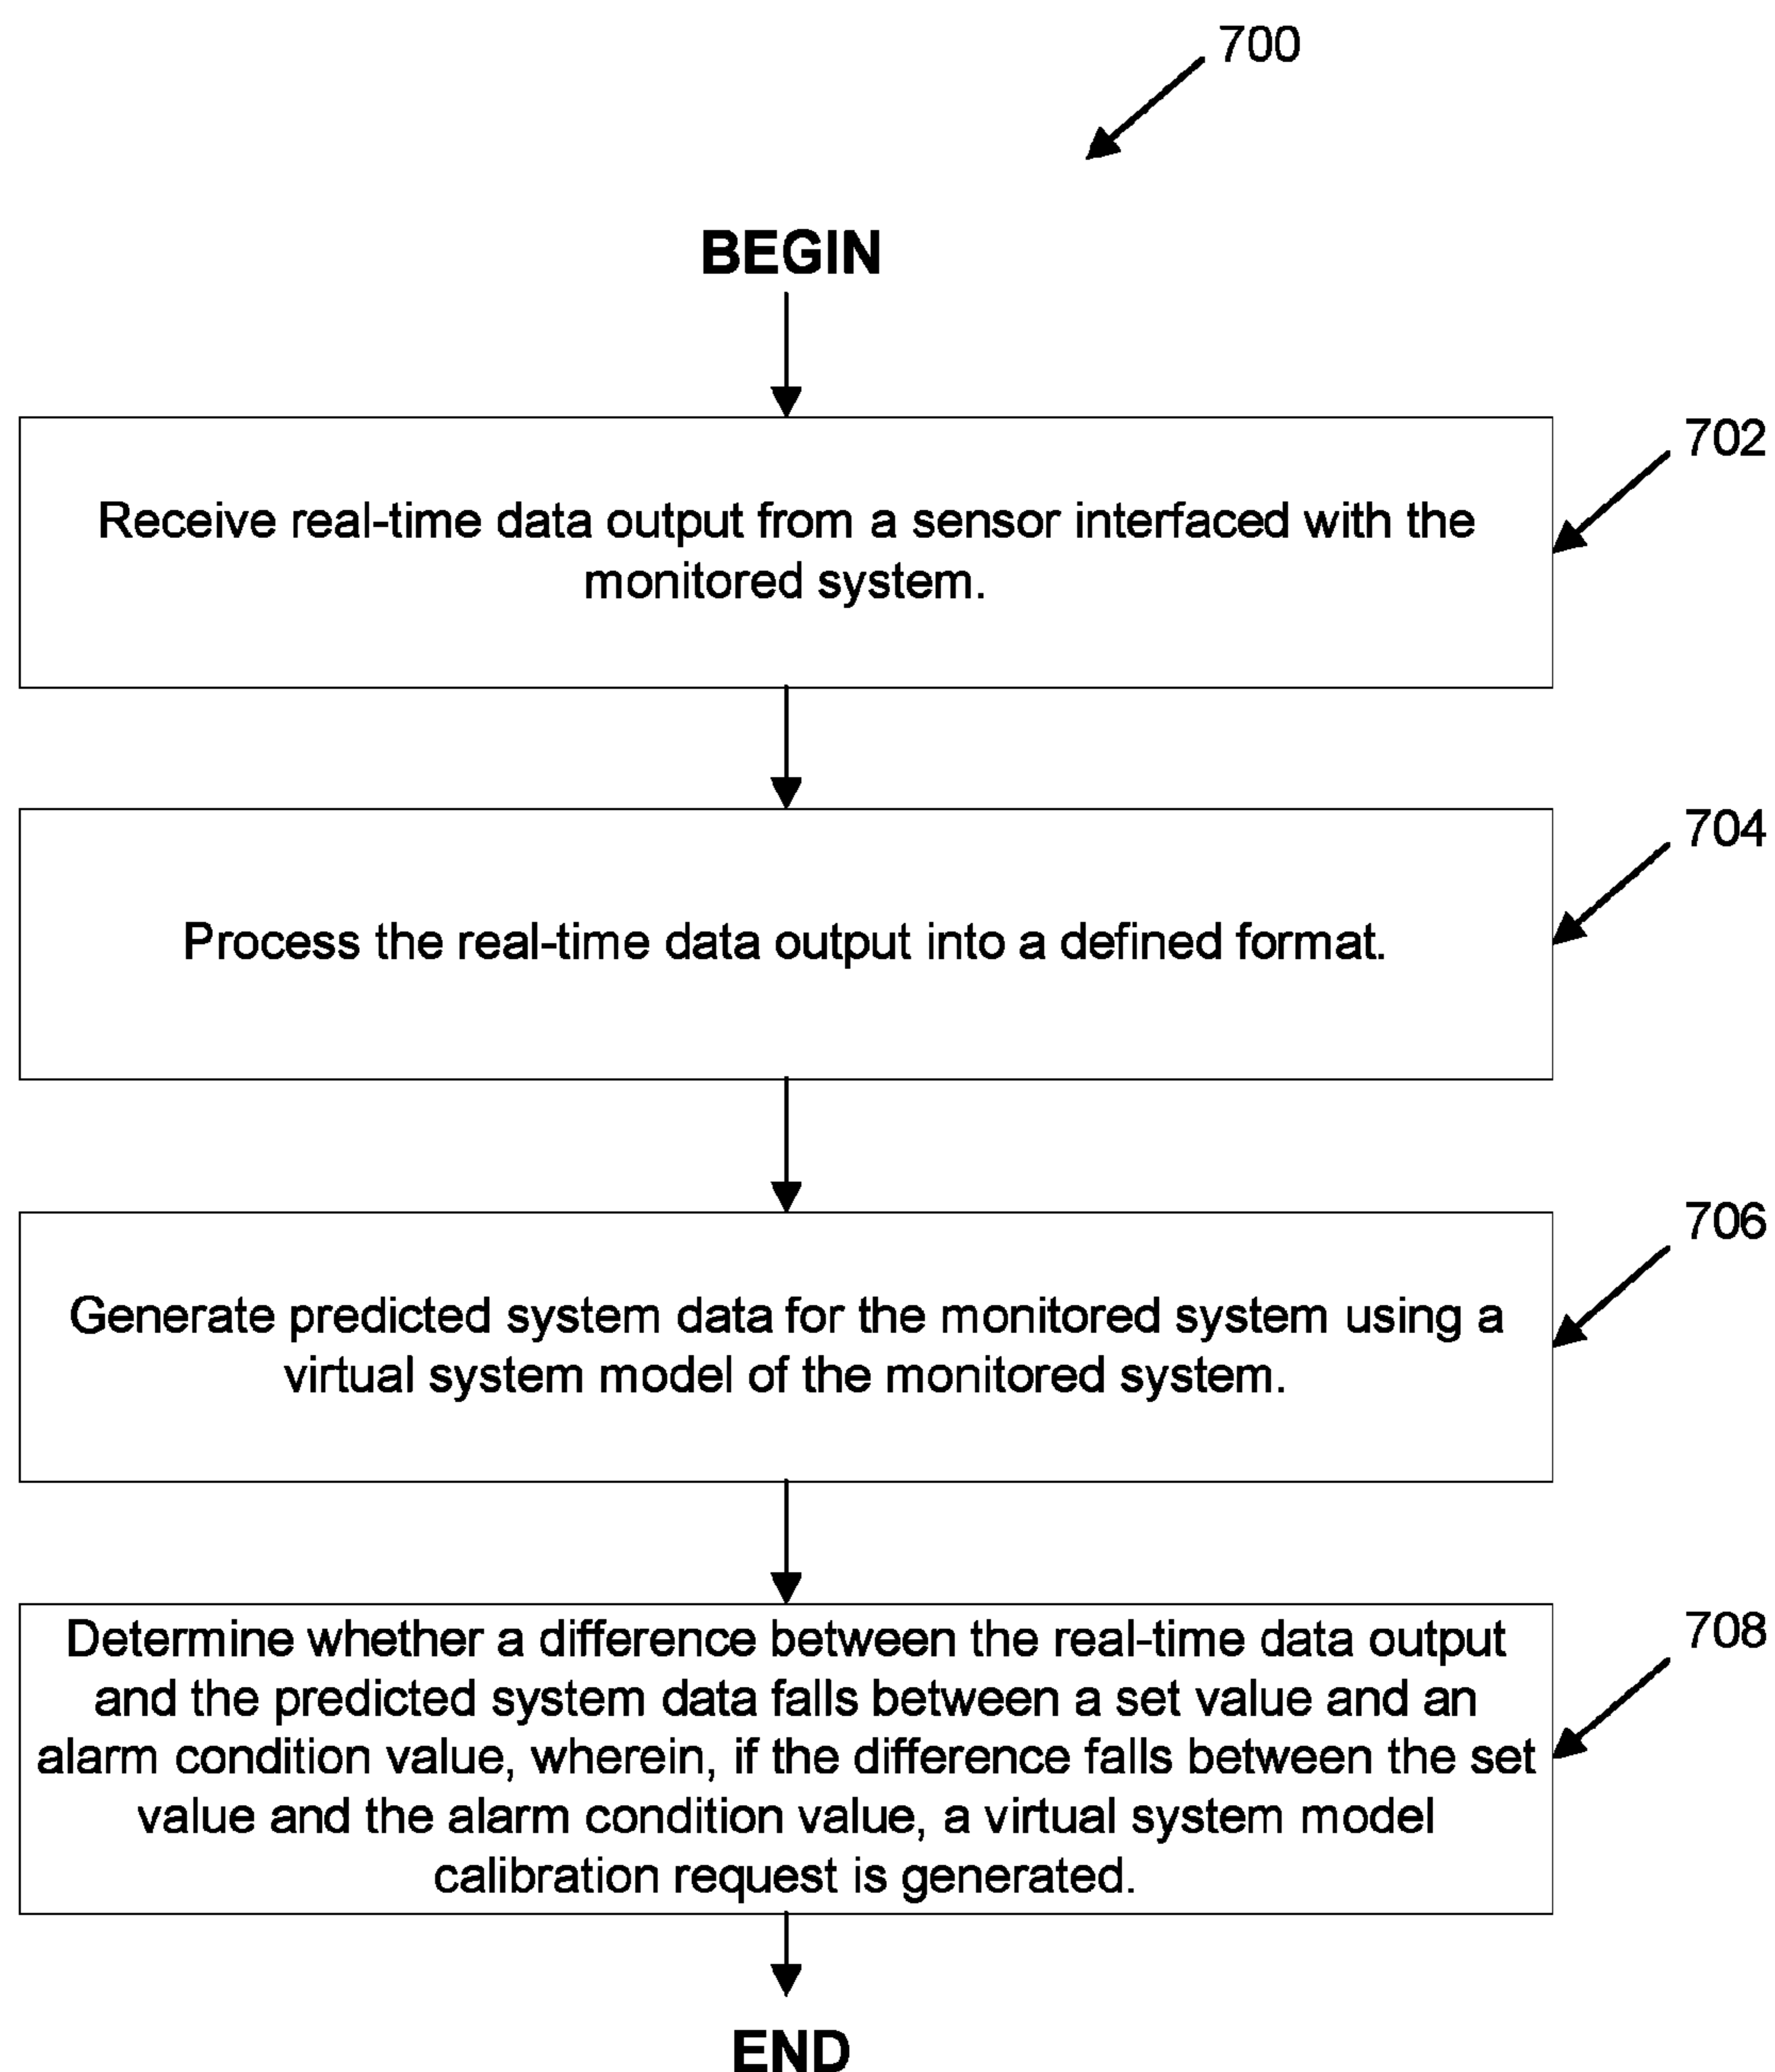 700
BEGIN
702
Receive real-time data output from a sensor interfaced with the
monitored system.
704
Process the real-time data output into a defined format.
706
Generate predicted system data for the monitored system using a
virtual system model of the monitored system.
708
Determine whether a difference between the real-time data output
and the predicted system data falls between a set value and an
alarm condition value, wherein, if the difference falls between the set
value and the alarm condition value, a virtual system model
calibration request is generated.
END